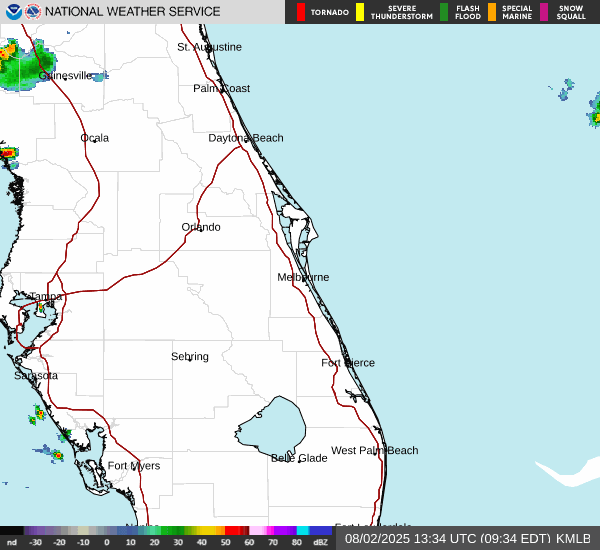 NATIONAL WEATHER SERVICE
TORNADO
SEVERE
THUNDERSTORM
FLASH
FLOOD
SPECIAL
MARINE
SNOW
SQUALL
St. Augustine
Gainesville
Palm Coast
Ocala
Daytona Beach
Orlando
Melbourne
Tampa
Sebring
Fort Pierce
Sarasota
West Palm Beach
Belle Glade
Fort Myers
nd -30 -20 -10 0 10 20 30 40 50 60 70 80 dBZ
08/02/2025 13:34 UTC (09:34 EDT) KMLB